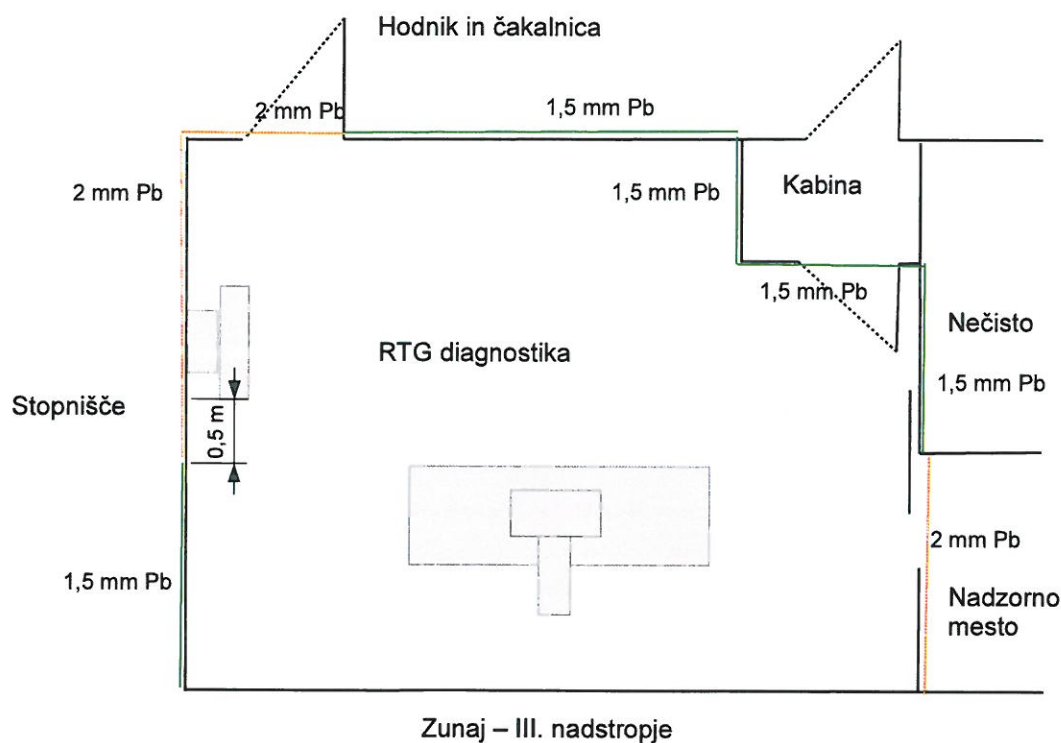 Hodnik in čakalnica
2 mm Pb
1,5 mm Pb
2 mm Pb
1,5 mm Pb
Kabina
1,5 mm Pb
RTG diagnostika
Nečisto
1,5 mm Pb
Stopnišče
0,5 m
2 mm Pb
1,5 mm Pb
Nadzorno
mesto
Zunaj – III. nadstropje